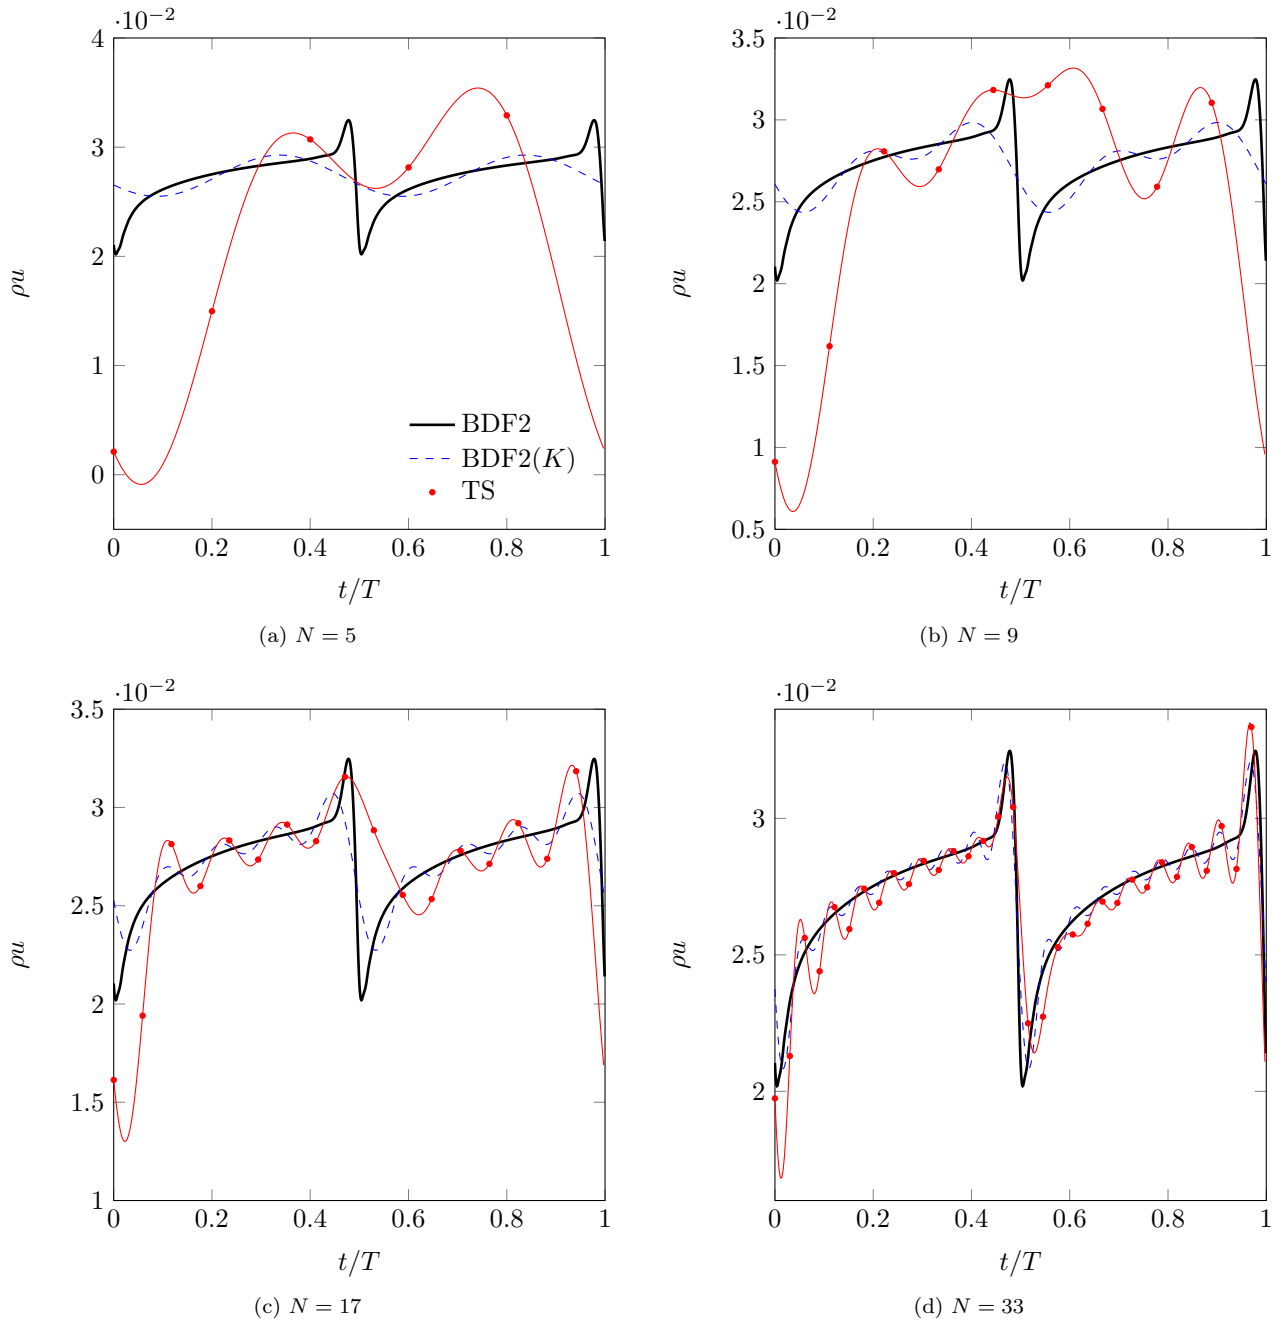 ·10−2
4
3
2
1
0
ρu
0 0.2 0.4 0.6 0.8 1
t/T
BDF2
BDF2(K)
TS
(a) N = 5
·10−2
3.5
3
2.5
2
1.5
1
0.5
ρu
0 0.2 0.4 0.6 0.8 1
t/T
(b) N = 9
·10−2
3.5
3
2.5
2
1.5
1
ρu
0 0.2 0.4 0.6 0.8 1
t/T
(c) N = 17
·10−2
3
2.5
2
ρu
0 0.2 0.4 0.6 0.8 1
t/T
(d) N = 33